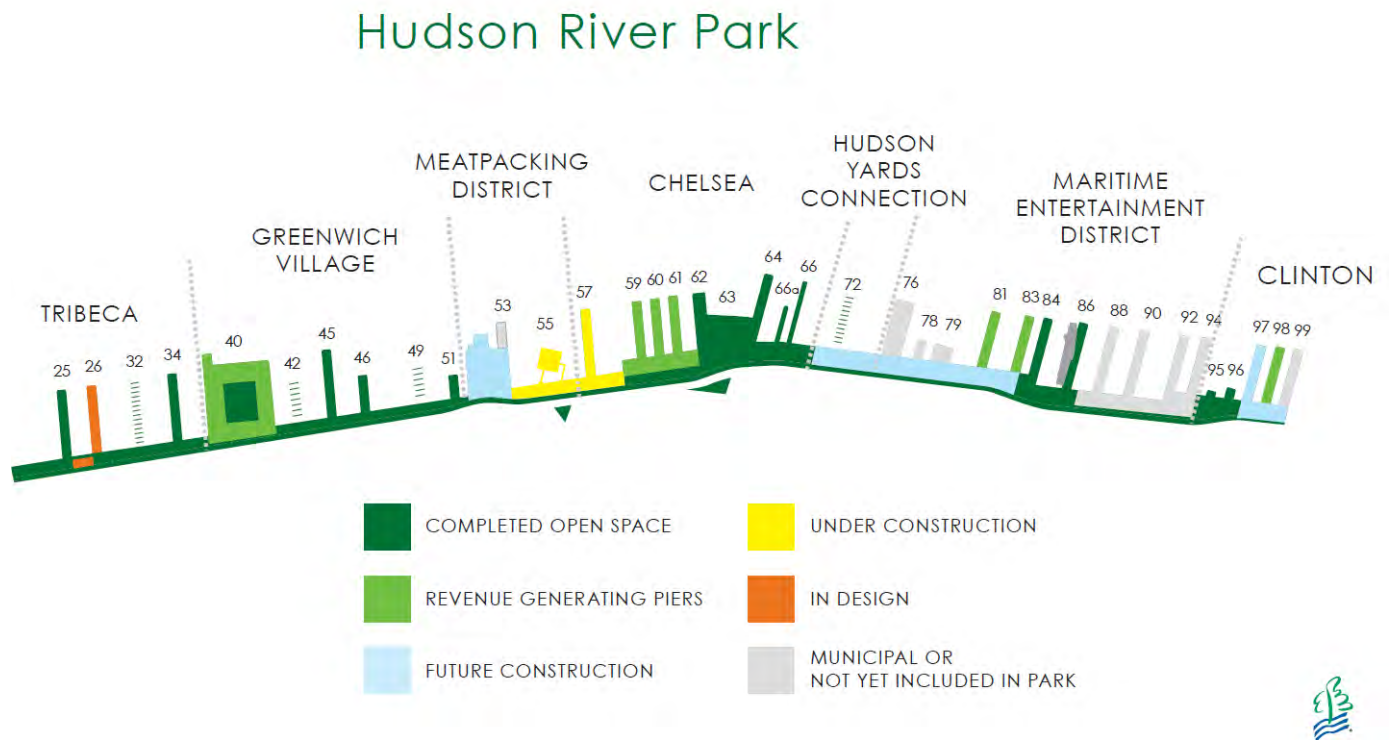 Hudson River Park
TRIBECA
GREENWICH
VILLAGE
MEATPACKING
DISTRICT
CHELSEA
HUDSON
YARDS
CONNECTION
MARITIME
ENTERTAINMENT
DISTRICT
CLINTON
25
26
32
34
40
42
45
46
49
51
53
55
57
59
60
61
62
63
64
66a
66
72
76
78
79
81
83
84
86
88
90
92
94
95
96
97
98
99
COMPLETED OPEN SPACE
REVENUE GENERATING PIERS
FUTURE CONSTRUCTION
UNDER CONSTRUCTION
IN DESIGN
MUNICIPAL OR
NOT YET INCLUDED IN PARK